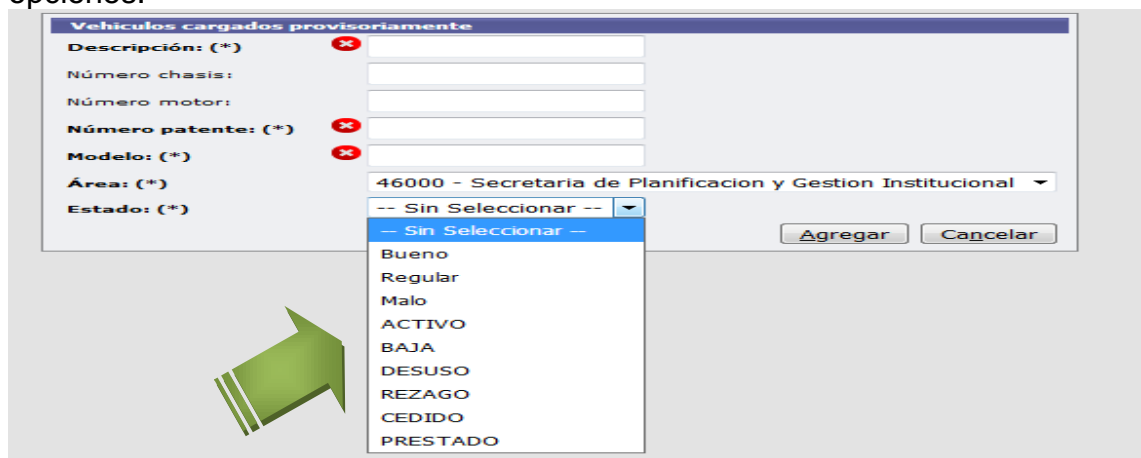 opciones.
Vehiculos cargados provisoriamente
Descripción: (*)
Número chasis:
Número motor:
Número patente: (*)
Modelo: (*)
Área: (*) 46000 - Secretaria de Planificacion y Gestion Institucional
Estado: (*) -- Sin Seleccionar --
-- Sin Seleccionar --
Agregar Cancelar
Bueno
Regular
Malo
ACTIVO
BAJA
DESUSO
REZAGO
CEDIDO
PRESTADO